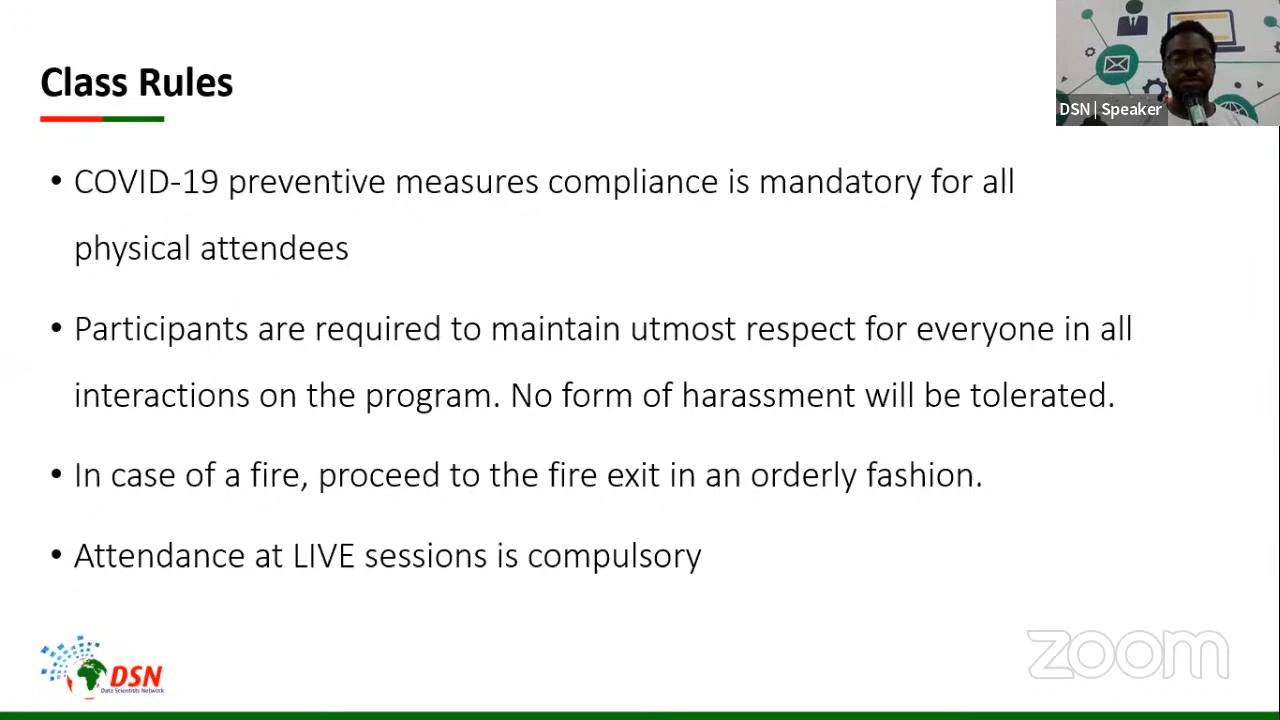 Class Rules
DSN | Speaker
• COVID-19 preventive measures compliance is mandatory for all
physical attendees
• Participants are required to maintain utmost respect for everyone in all
interactions on the program. No form of harassment will be tolerated.
• In case of a fire, proceed to the fire exit in an orderly fashion.
• Attendance at LIVE sessions is compulsory
DSN
Data Scientists Network
zoom